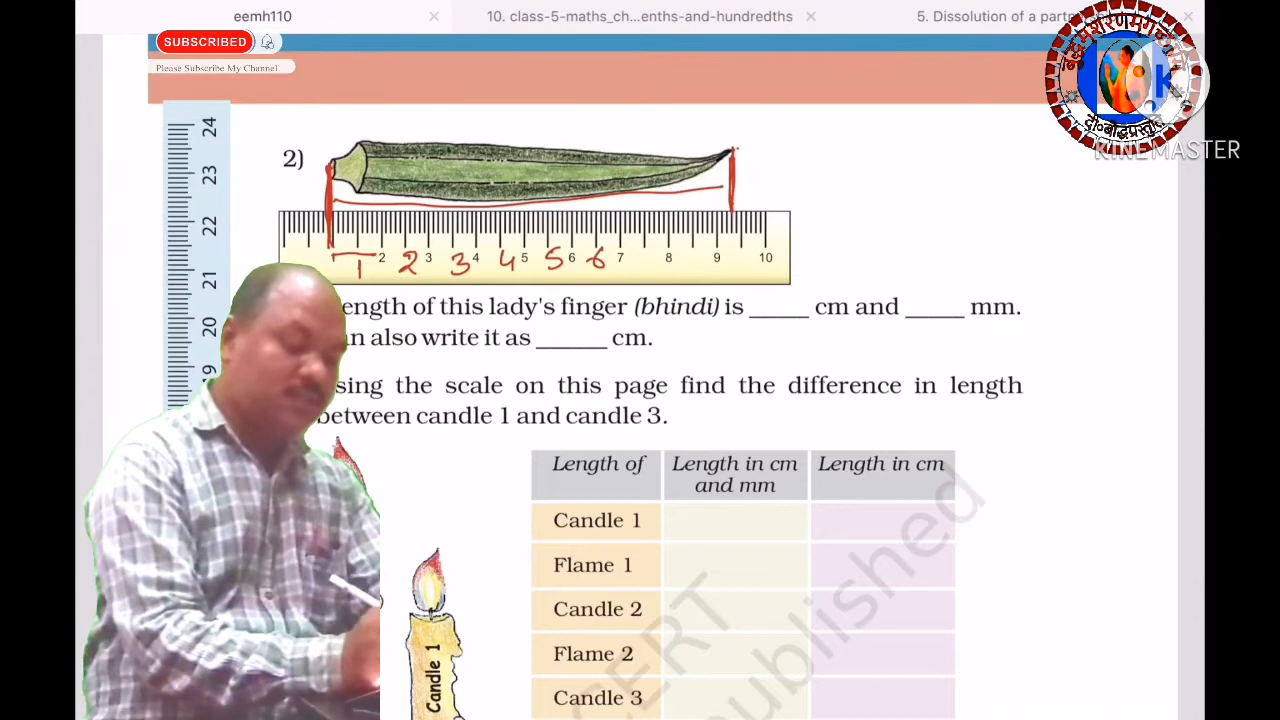 eemh110
10. class-5-maths_ch...enths-and-hundredths
5. Dissolution of a partn
SUBSCRIBED
Please Subscribe My Channel
KINEMASTER
24
23
22
21
20
19
2)
2 3 4 5 6 7 8 9 10
1 2 3 4 5 6
ength of this lady's finger (bhindi) is _____ cm and _____ mm.
an also write it as ______ cm.
sing the scale on this page find the difference in length
between candle 1 and candle 3.
Length of Length in cm and mm Length in cm
Candle 1
Flame 1
Candle 2
Flame 2
Candle 3
Candle 1
published